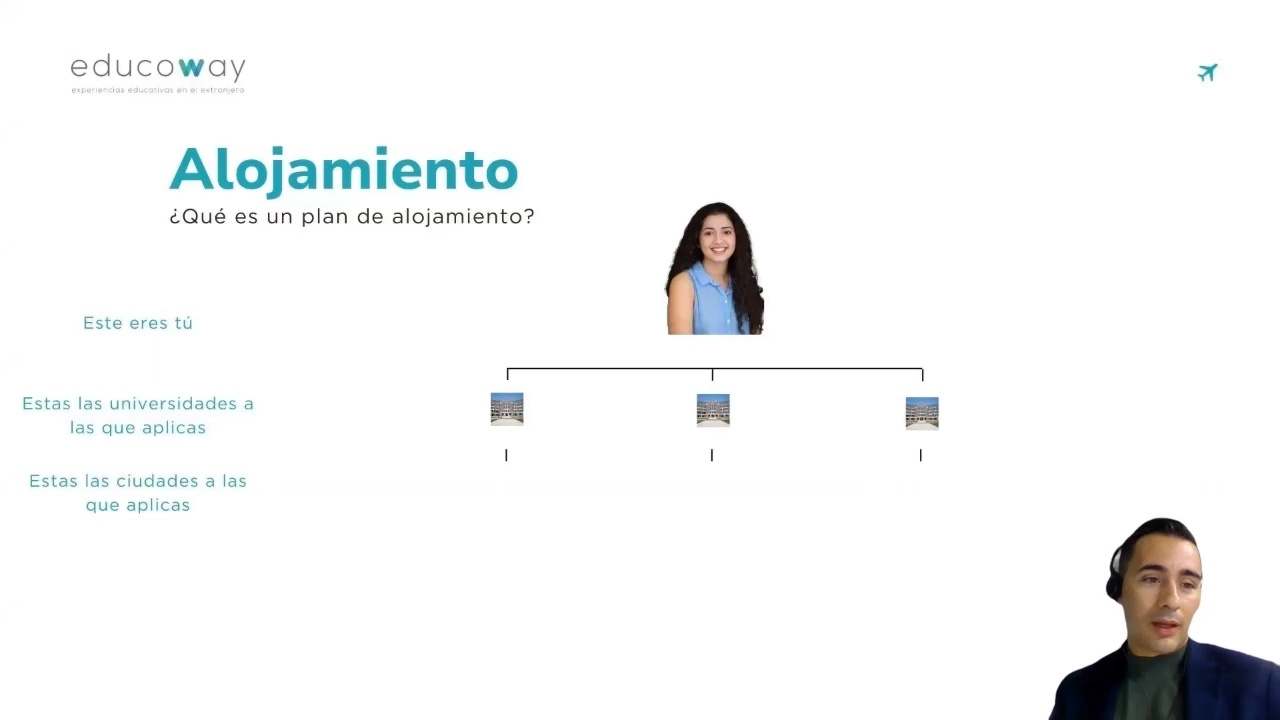 educoway
experiencias educativas en el extranjero
Alojamiento
¿Qué es un plan de alojamiento?
Este eres tú
Estas las universidades a
las que aplicas
Estas las ciudades a las
que aplicas